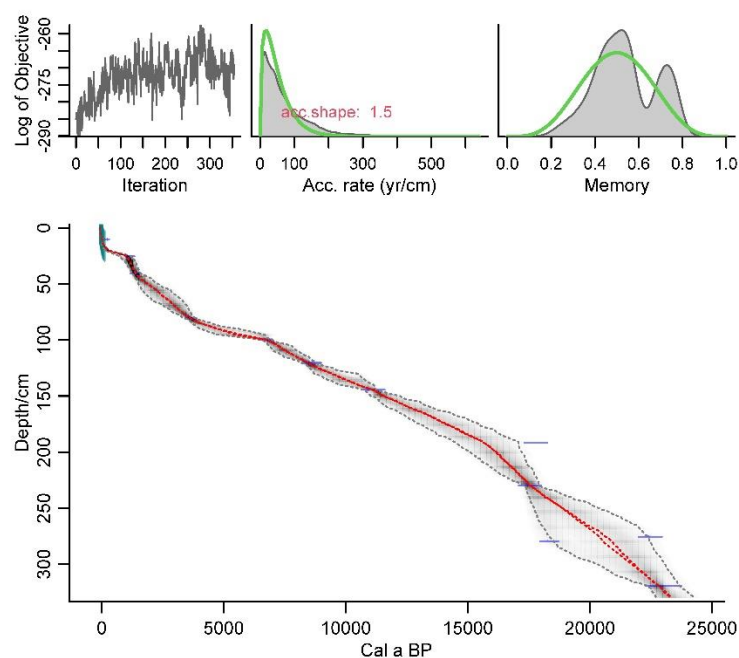 Log of Objective
-260
-275
-290
0 50 100 200 300
Iteration
acc.shape: 1.5
0 100 300 500
Acc. rate (yr/cm)
0.0 0.2 0.4 0.6 0.8 1.0
Memory
Depth/cm
0
50
100
150
200
250
300
0 5000 10000 15000 20000 25000
Cal a BP